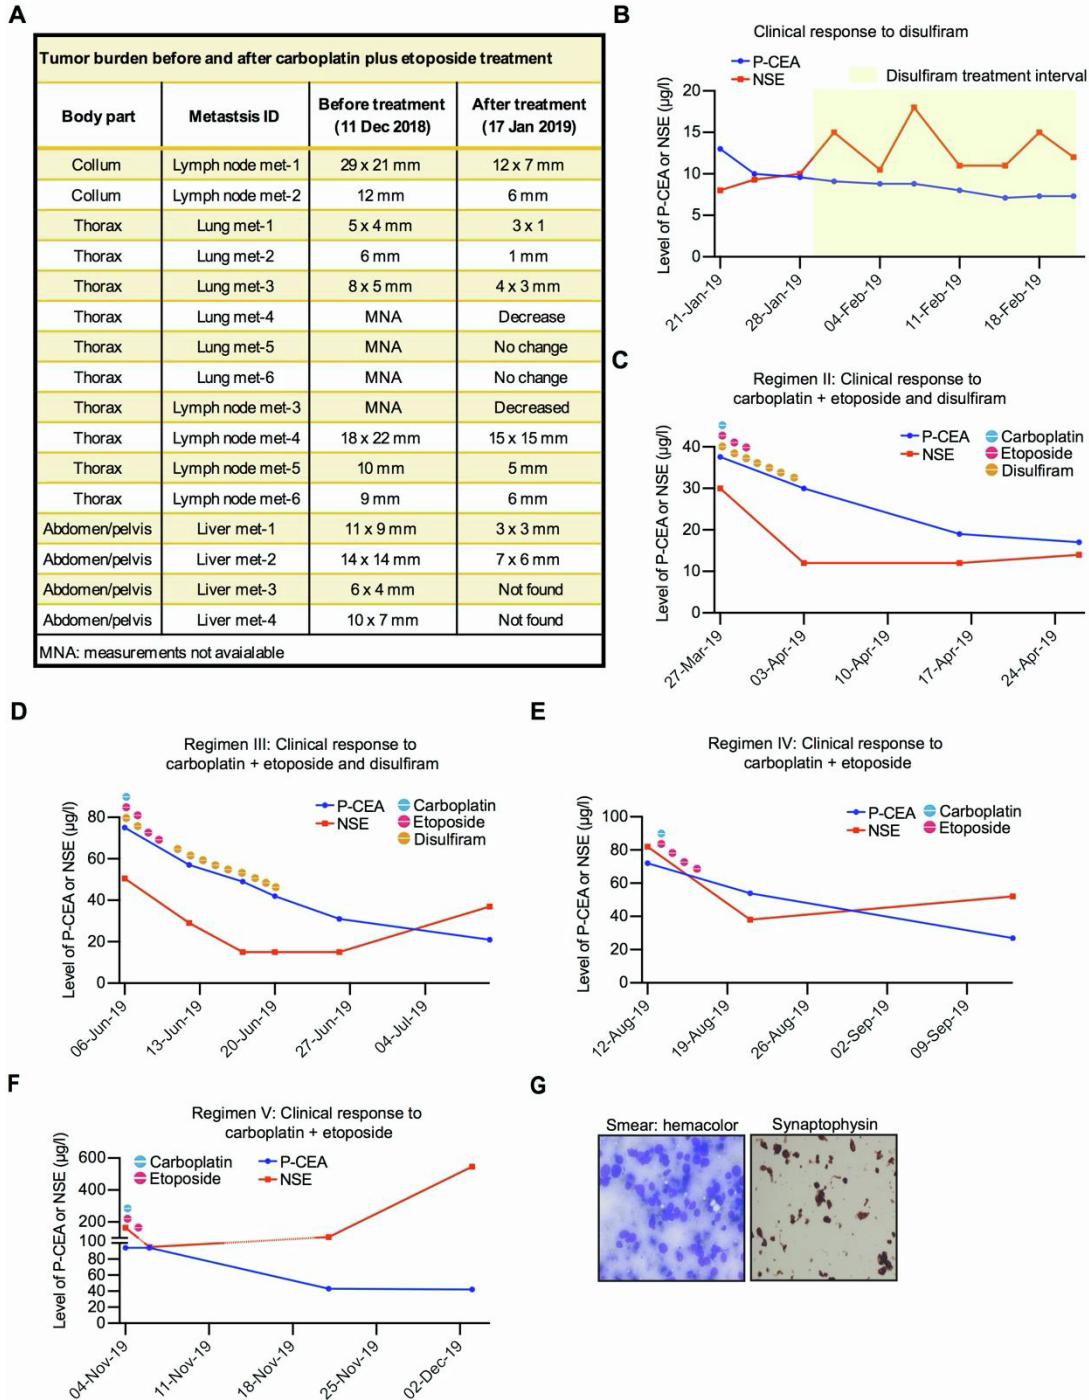 A
Tumor burden before and after carboplatin plus etoposide treatment
Body part Metastsis ID Before treatment (11 Dec 2018) After treatment (17 Jan 2019)
Collum Lymph node met-1 29 x 21 mm 12 x 7 mm
Collum Lymph node met-2 12 mm 6 mm
Thorax Lung met-1 5 x 4 mm 3 x 1
Thorax Lung met-2 6 mm 1 mm
Thorax Lung met-3 8 x 5 mm 4 x 3 mm
Thorax Lung met-4 MNA Decrease
Thorax Lung met-5 MNA No change
Thorax Lung met-6 MNA No change
Thorax Lymph node met-3 MNA Decreased
Thorax Lymph node met-4 18 x 22 mm 15 x 15 mm
Thorax Lymph node met-5 10 mm 5 mm
Thorax Lymph node met-6 9 mm 6 mm
Abdomen/pelvis Liver met-1 11 x 9 mm 3 x 3 mm
Abdomen/pelvis Liver met-2 14 x 14 mm 7 x 6 mm
Abdomen/pelvis Liver met-3 6 x 4 mm Not found
Abdomen/pelvis Liver met-4 10 x 7 mm Not found
MNA: measurements not avaialable
B
Clinical response to disulfiram
P-CEA
NSE
Disulfiram treatment interval
Level of P-CEA or NSE (µg/l)
20
15
10
5
0
21-Jan-19
28-Jan-19
04-Feb-19
11-Feb-19
18-Feb-19
C
Regimen II: Clinical response to
carboplatin + etoposide and disulfiram
P-CEA
NSE
Carboplatin
Etoposide
Disulfiram
Level of P-CEA or NSE (µg/l)
40
30
20
10
0
27-Mar-19
03-Apr-19
10-Apr-19
17-Apr-19
24-Apr-19
D
Regimen III: Clinical response to
carboplatin + etoposide and disulfiram
P-CEA
NSE
Carboplatin
Etoposide
Disulfiram
Level of P-CEA or NSE (µg/l)
80
60
40
20
0
06-Jun-19
13-Jun-19
20-Jun-19
27-Jun-19
04-Jul-19
E
Regimen IV: Clinical response to
carboplatin + etoposide
P-CEA
NSE
Carboplatin
Etoposide
Level of P-CEA or NSE (µg/l)
100
80
60
40
20
0
12-Aug-19
19-Aug-19
26-Aug-19
02-Sep-19
09-Sep-19
F
Regimen V: Clinical response to
carboplatin + etoposide
Carboplatin
Etoposide
P-CEA
NSE
Level of P-CEA or NSE (µg/l)
600
400
200
100
80
60
40
20
0
04-Nov-19
11-Nov-19
18-Nov-19
25-Nov-19
02-Dec-19
G
Smear: hemacolor
Synaptophysin